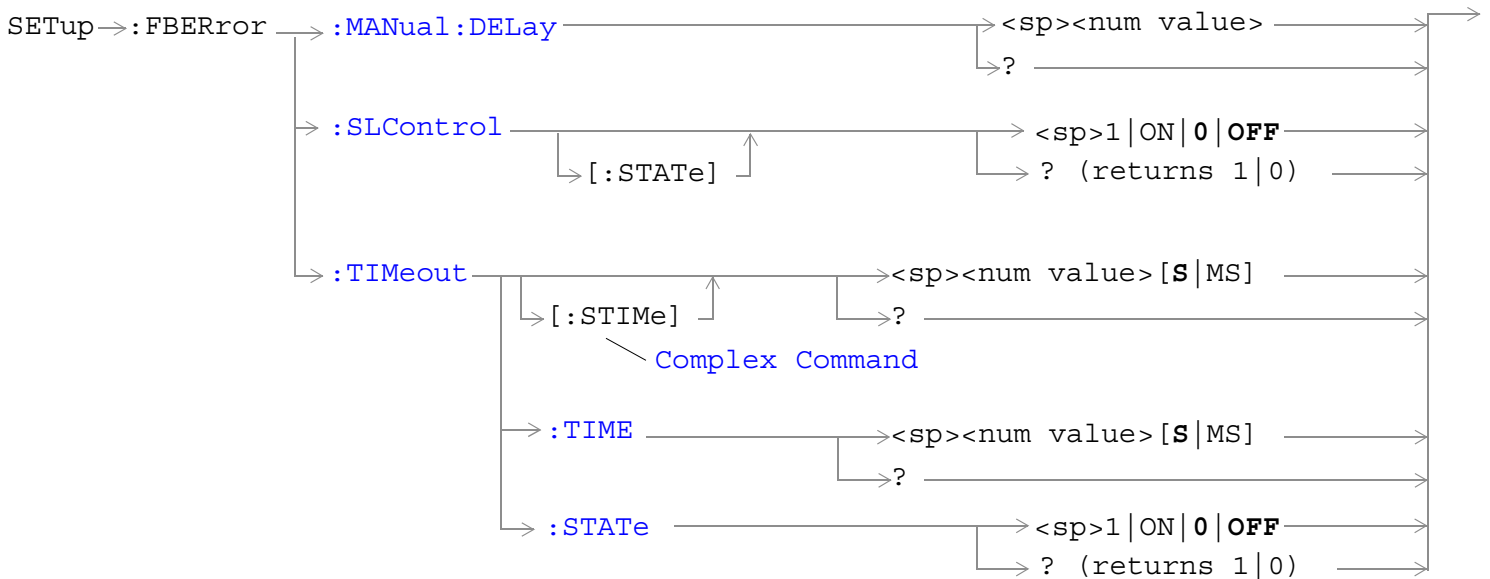 SETup :FBERror :MANual:DELay <sp><num value>
?
:SLControl <sp>1|ON|0|OFF
[:STATe] ? (returns 1|0)
:TIMeout <sp><num value>[S|MS]
[:STIMe] ?
Complex Command
:TIME <sp><num value>[S|MS]
?
:STATe <sp>1|ON|0|OFF
? (returns 1|0)